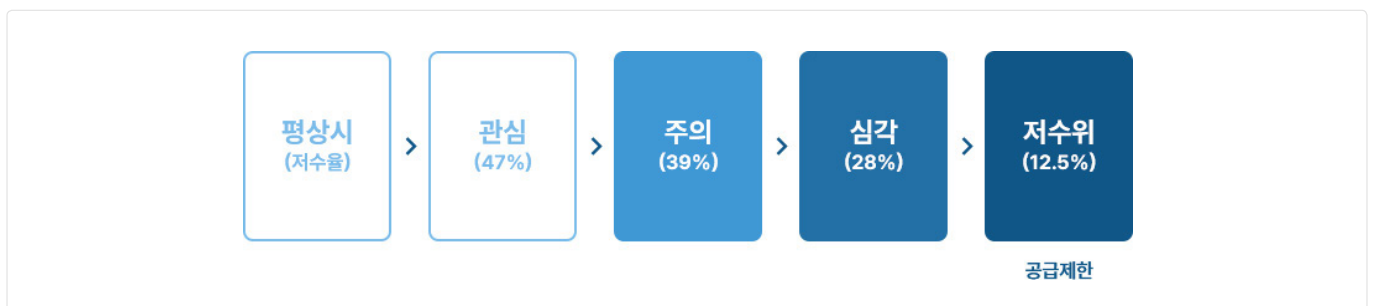 평상시
(저수율)
관심
(47%)
주의
(39%)
심각
(28%)
저수위
(12.5%)
공급제한